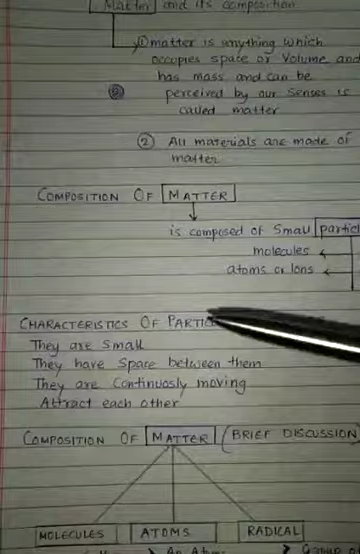 Matter and its composition
① matter is anything which
occupies space or Volume and
has mass and can be
perceived by our Senses is
called matter
② All materials are made of
matter
COMPOSITION OF MATTER
is composed of Small
molecules
atoms or Ions
CHARACTERISTICS OF
They are Small
They have Space between them
They are Continuosly moving
Attract each other
COMPOSITION OF MATTER (BRIEF DISCUSSION
MOLECULES ATOMS RADICAL
An